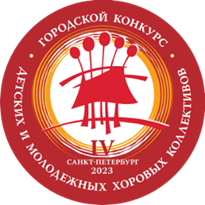 · ГОРОДСКОЙ КОНКУРС ·
ДЕТСКИХ И МОЛОДЕЖНЫХ ХОРОВЫХ КОЛЛЕКТИВОВ
IV
САНКТ-ПЕТЕРБУРГ
2023